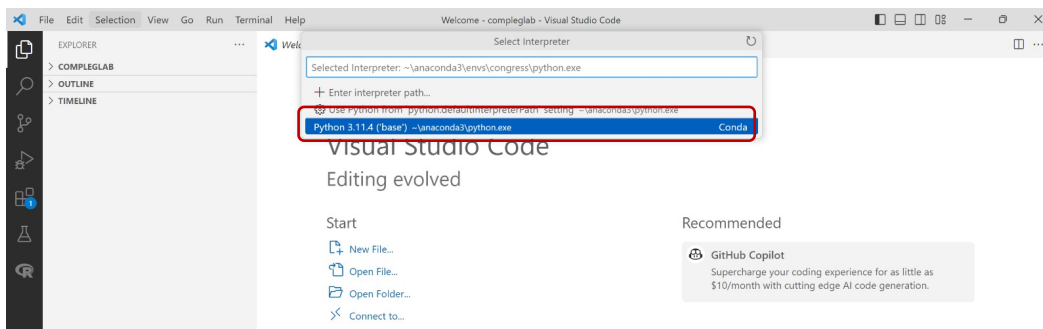 File Edit Selection View Go Run Terminal Help
Welcome - compleglab - Visual Studio Code
EXPLORER
Welc
Select Interpreter
Selected Interpreter: ~\anaconda3\envs\congress\python.exe
+ Enter interpreter path...
Use Python from 'python.defaultInterpreterPath' setting ~\anaconda3\python.exe
Python 3.11.4 ('base') ~\anaconda3\python.exe Conda
> COMPLEGLAB
> OUTLINE
> TIMELINE
1
R
Visual Studio Code
Editing evolved
Start
New File...
Open File...
Open Folder...
Connect to...
Recommended
GitHub Copilot
Supercharge your coding experience for as little as
$10/month with cutting edge AI code generation.